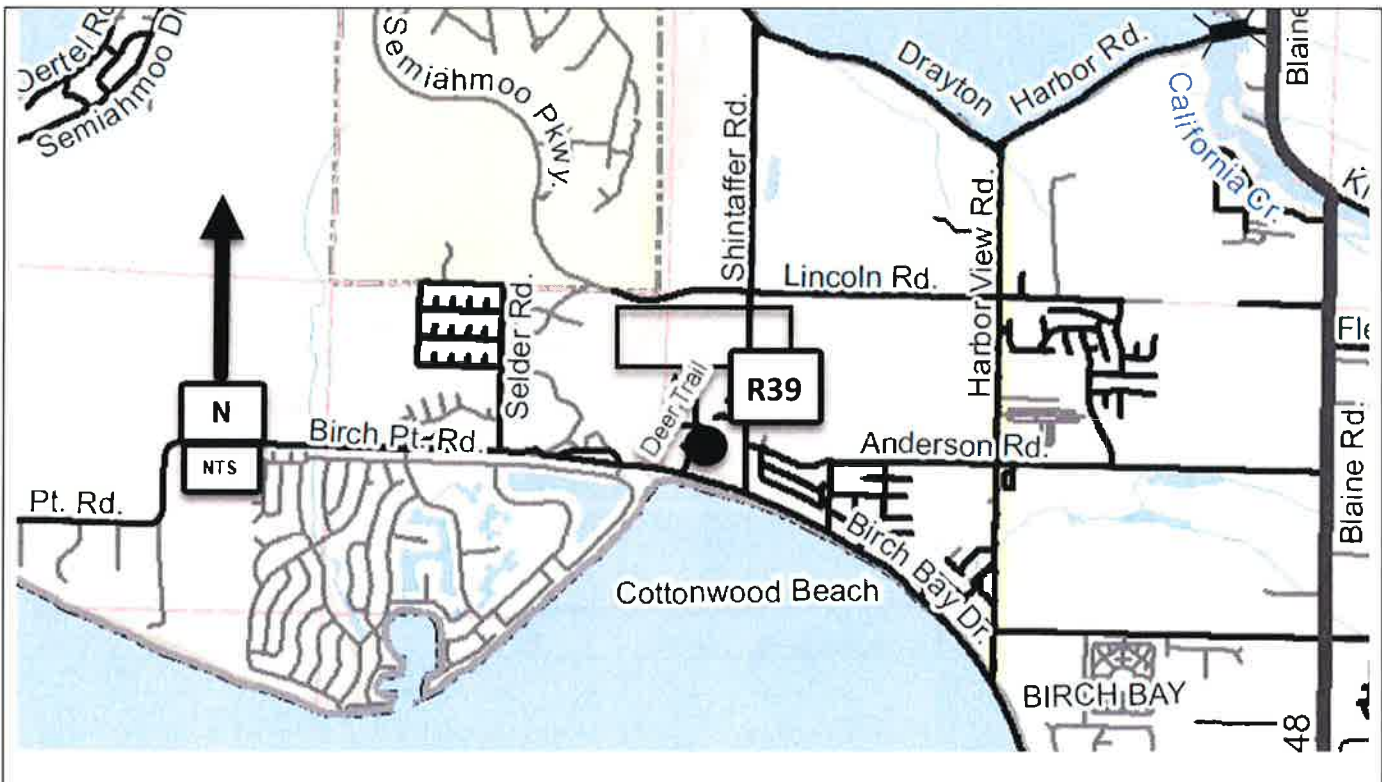 Oertel Rd
Semiahmoo Dr
Semiahmoo Pkwy.
Drayton Harbor Rd.
Blaine
California Cr.
Shintaffer Rd.
Harbor View Rd.
Lincoln Rd.
Selder Rd.
R39
Deer Trail
N
NTS
Birch Pt. Rd.
Anderson Rd.
Blaine Rd.
Pt. Rd.
Birch Bay Dr.
Cottonwood Beach
BIRCH BAY
48